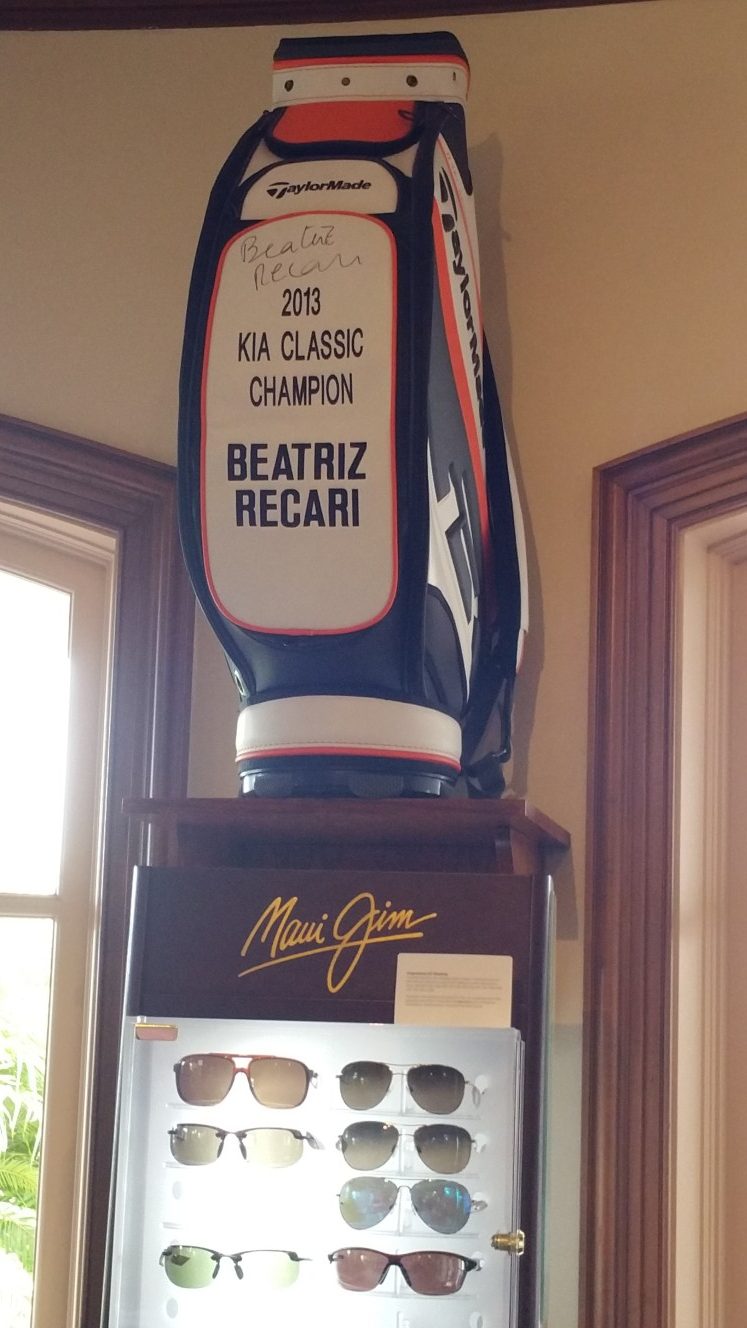 TaylorMade
Beatriz
Recari
2013
KIA CLASSIC
CHAMPION
BEATRIZ
RECARI
TaylorMade
Maui Jim